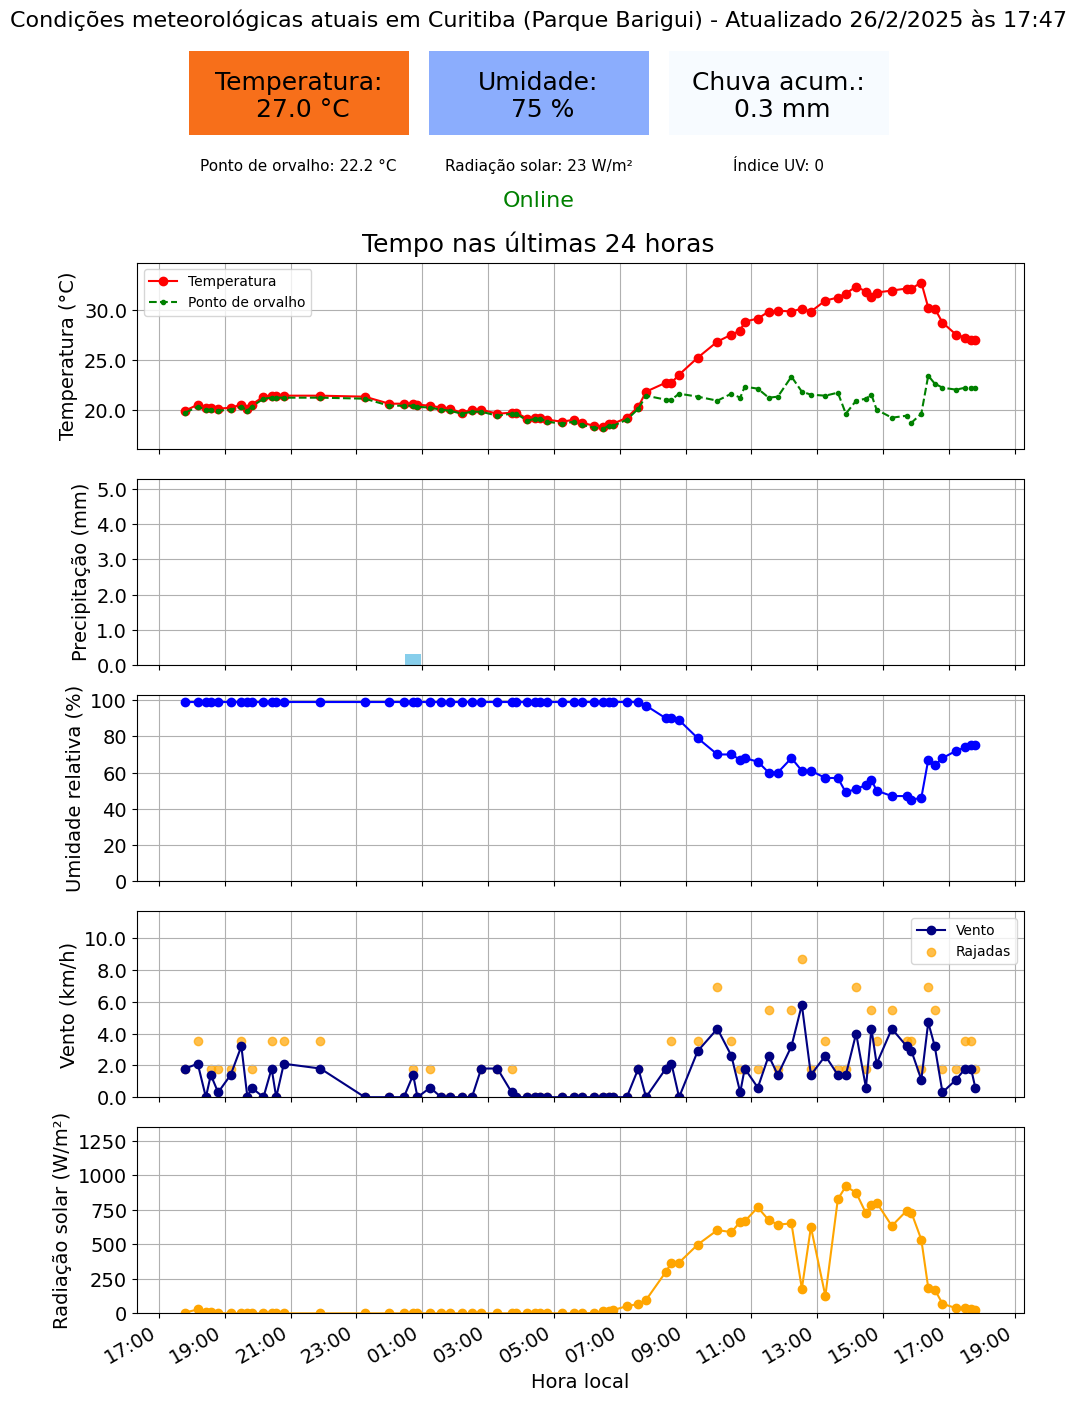 Condições meteorológicas atuais em Curitiba (Parque Barigui) - Atualizado 26/2/2025 às 17:47
Temperatura:
27.0 °C
Umidade:
75 %
Chuva acum.:
0.3 mm
Ponto de orvalho: 22.2 °C
Radiação solar: 23 W/m²
Índice UV: 0
Online
Tempo nas últimas 24 horas
Temperatura (°C)
30.0
25.0
20.0
Temperatura
Ponto de orvalho
Precipitação (mm)
5.0
4.0
3.0
2.0
1.0
0.0
Umidade relativa (%)
100
80
60
40
20
0
Vento (km/h)
10.0
8.0
6.0
4.0
2.0
0.0
Vento
Rajadas
Radiação solar (W/m²)
1250
1000
750
500
250
0
17:00
19:00
21:00
23:00
01:00
03:00
05:00
07:00
09:00
11:00
13:00
15:00
17:00
19:00
Hora local